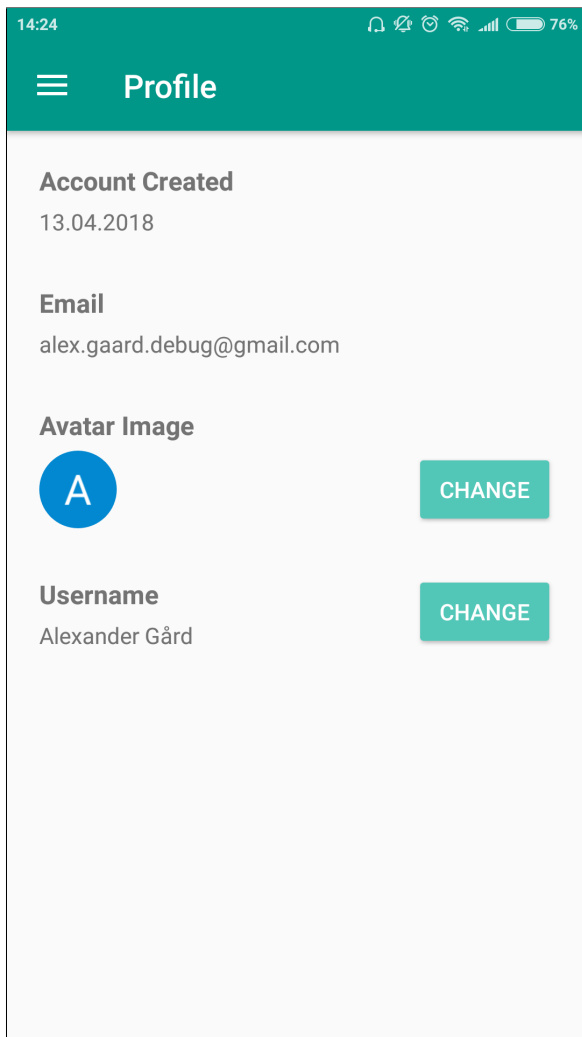 14:24 76%
Profile
Account Created
13.04.2018
Email
alex.gaard.debug@gmail.com
Avatar Image
A CHANGE
Username
CHANGE
Alexander Gård